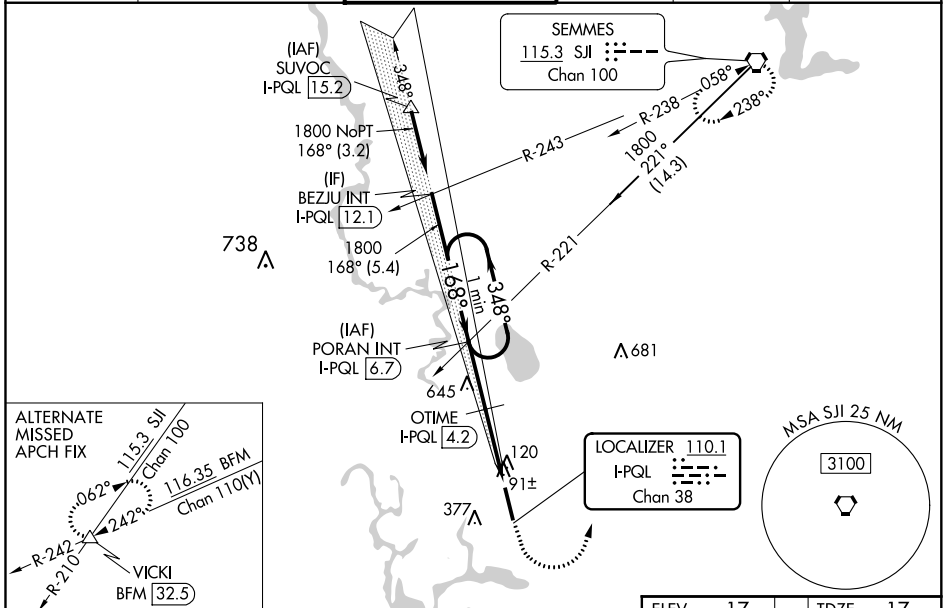 SEMMES
115.3 SJI
Chan 100
(IAF)
SUVOC
I-PQL 15.2
348°
058°
238°
R-238
R-243
1800 NoPT
168° (3.2)
1800
221°
(14.3)
(IF)
BEZJU INT
I-PQL 12.1
R-221
738
1800
168° (5.4)
168°
1 min
348°
(IAF)
PORAN INT
I-PQL 6.7
681
645
OTIME
I-PQL 4.2
120
91±
377
LOCALIZER 110.1
I-PQL
Chan 38
MSA SJI 25 NM
3100
ALTERNATE
MISSED
APCH FIX
115.3 SJI
Chan 100
116.35 BFM
Chan 110(Y)
062°
242°
R-242
R-210
VICKI
BFM 32.5
ELEV 17
TDZE 17